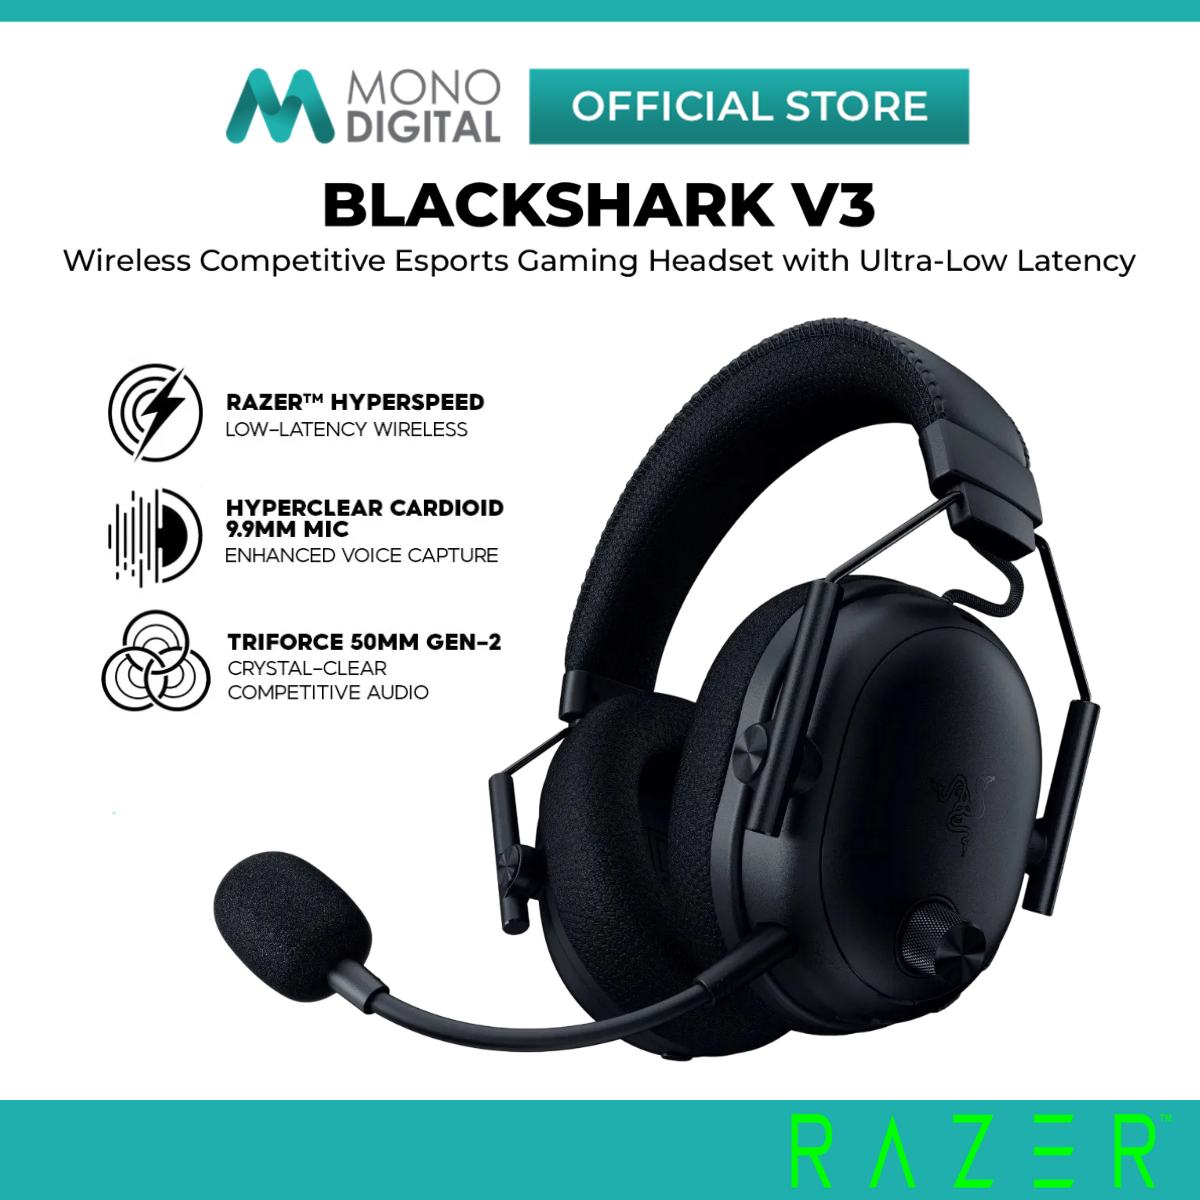 MONO
DIGITAL
OFFICIAL STORE
BLACKSHARK V3
Wireless Competitive Esports Gaming Headset with Ultra-Low Latency
RAZER™ HYPERSPEED
LOW-LATENCY WIRELESS
HYPERCLEAR CARDIOID
9.9MM MIC
ENHANCED VOICE CAPTURE
TRIFORCE 50MM GEN-2
CRYSTAL-CLEAR
COMPETITIVE AUDIO
RAZER™